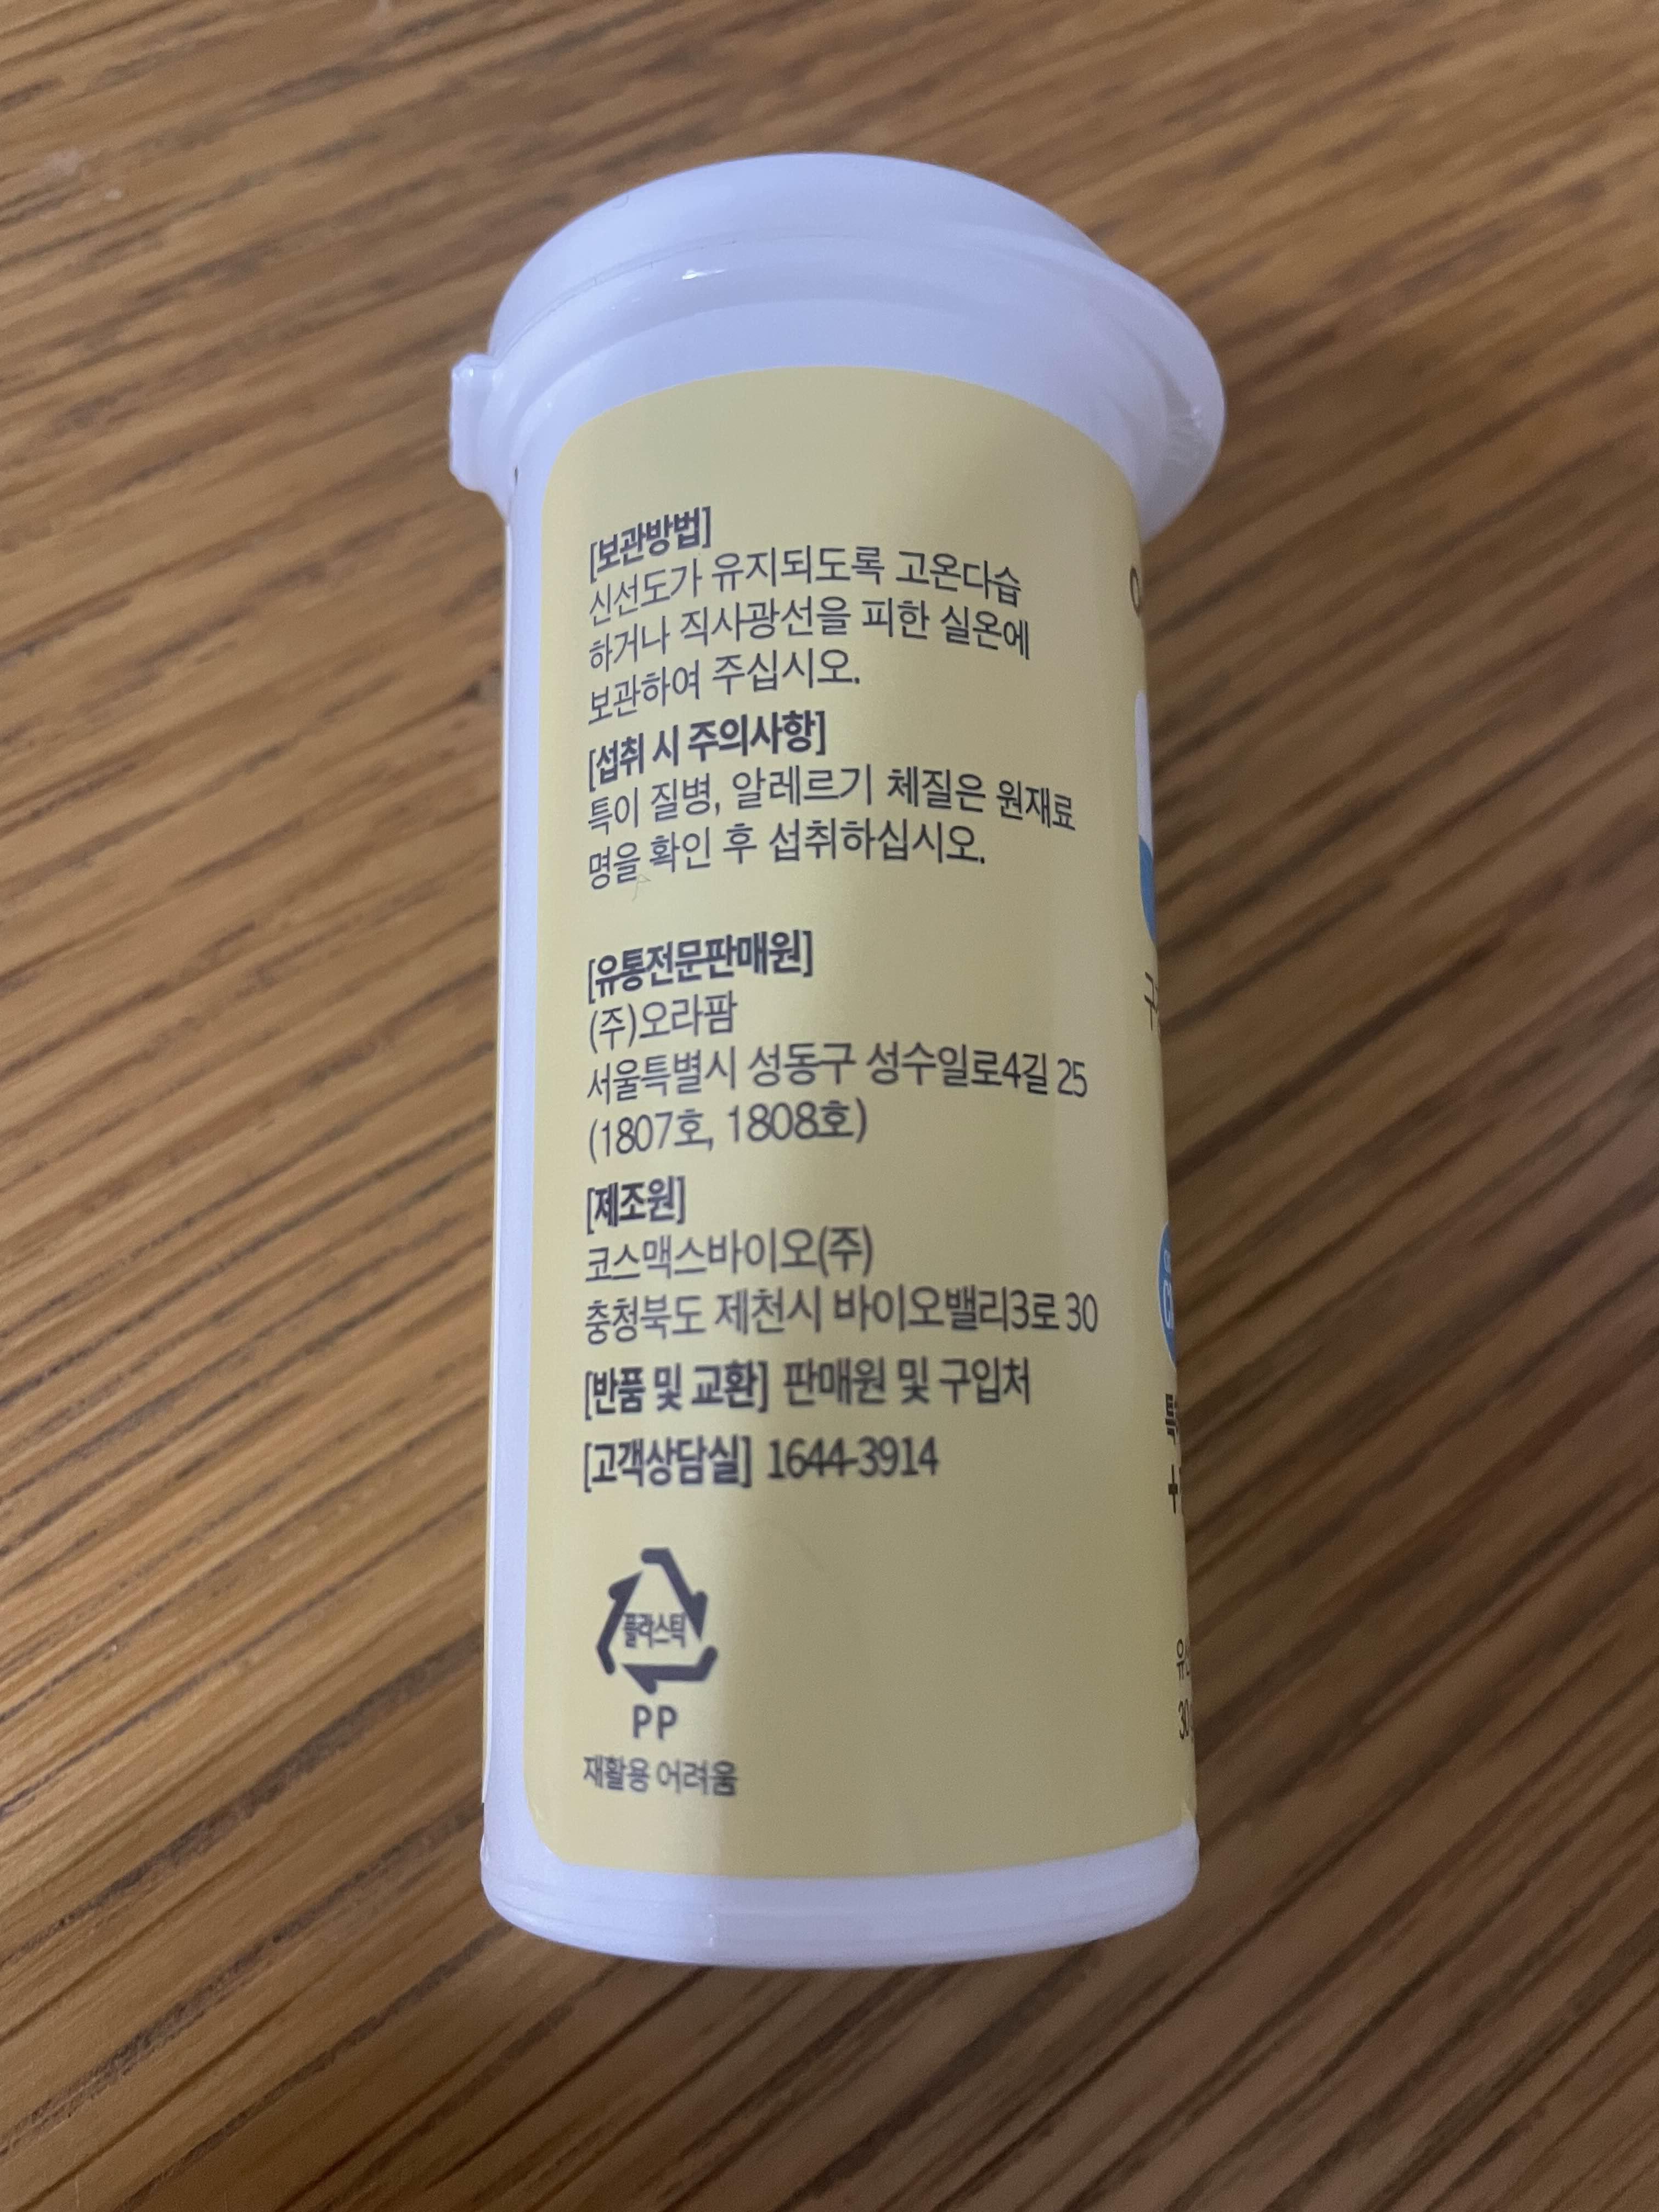 [보관방법]
신선도가 유지되도록 고온다습
하거나 직사광선을 피한 실온에
보관하여 주십시오.
[섭취 시 주의사항]
특이 질병, 알레르기 체질은 원재료
명을 확인 후 섭취하십시오.
[유통전문판매원]
(주)오라팜
서울특별시 성동구 성수일로4길 25
(1807호, 1808호)
[제조원]
코스맥스바이오(주)
충청북도 제천시 바이오밸리3로 30
[반품 및 교환] 판매원 및 구입처
[고객상담실] 1644-3914
플라스틱
PP
재활용 어려움